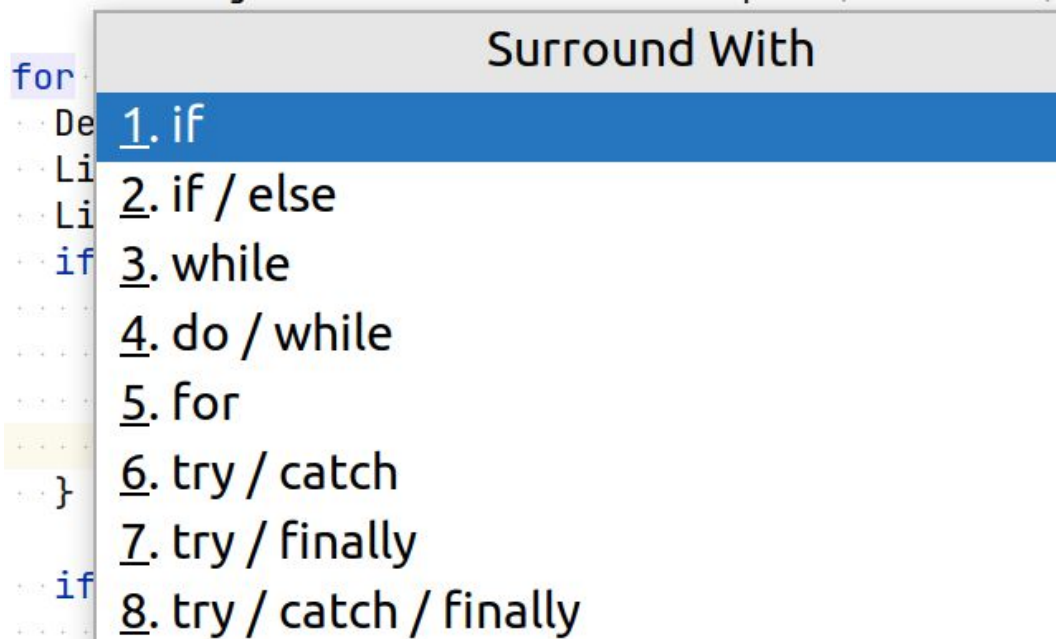 Surround With
for
De
1. if
Li
2. if / else
Li
if
3. while
4. do / while
5. for
6. try / catch
}
7. try / finally
if
8. try / catch / finally